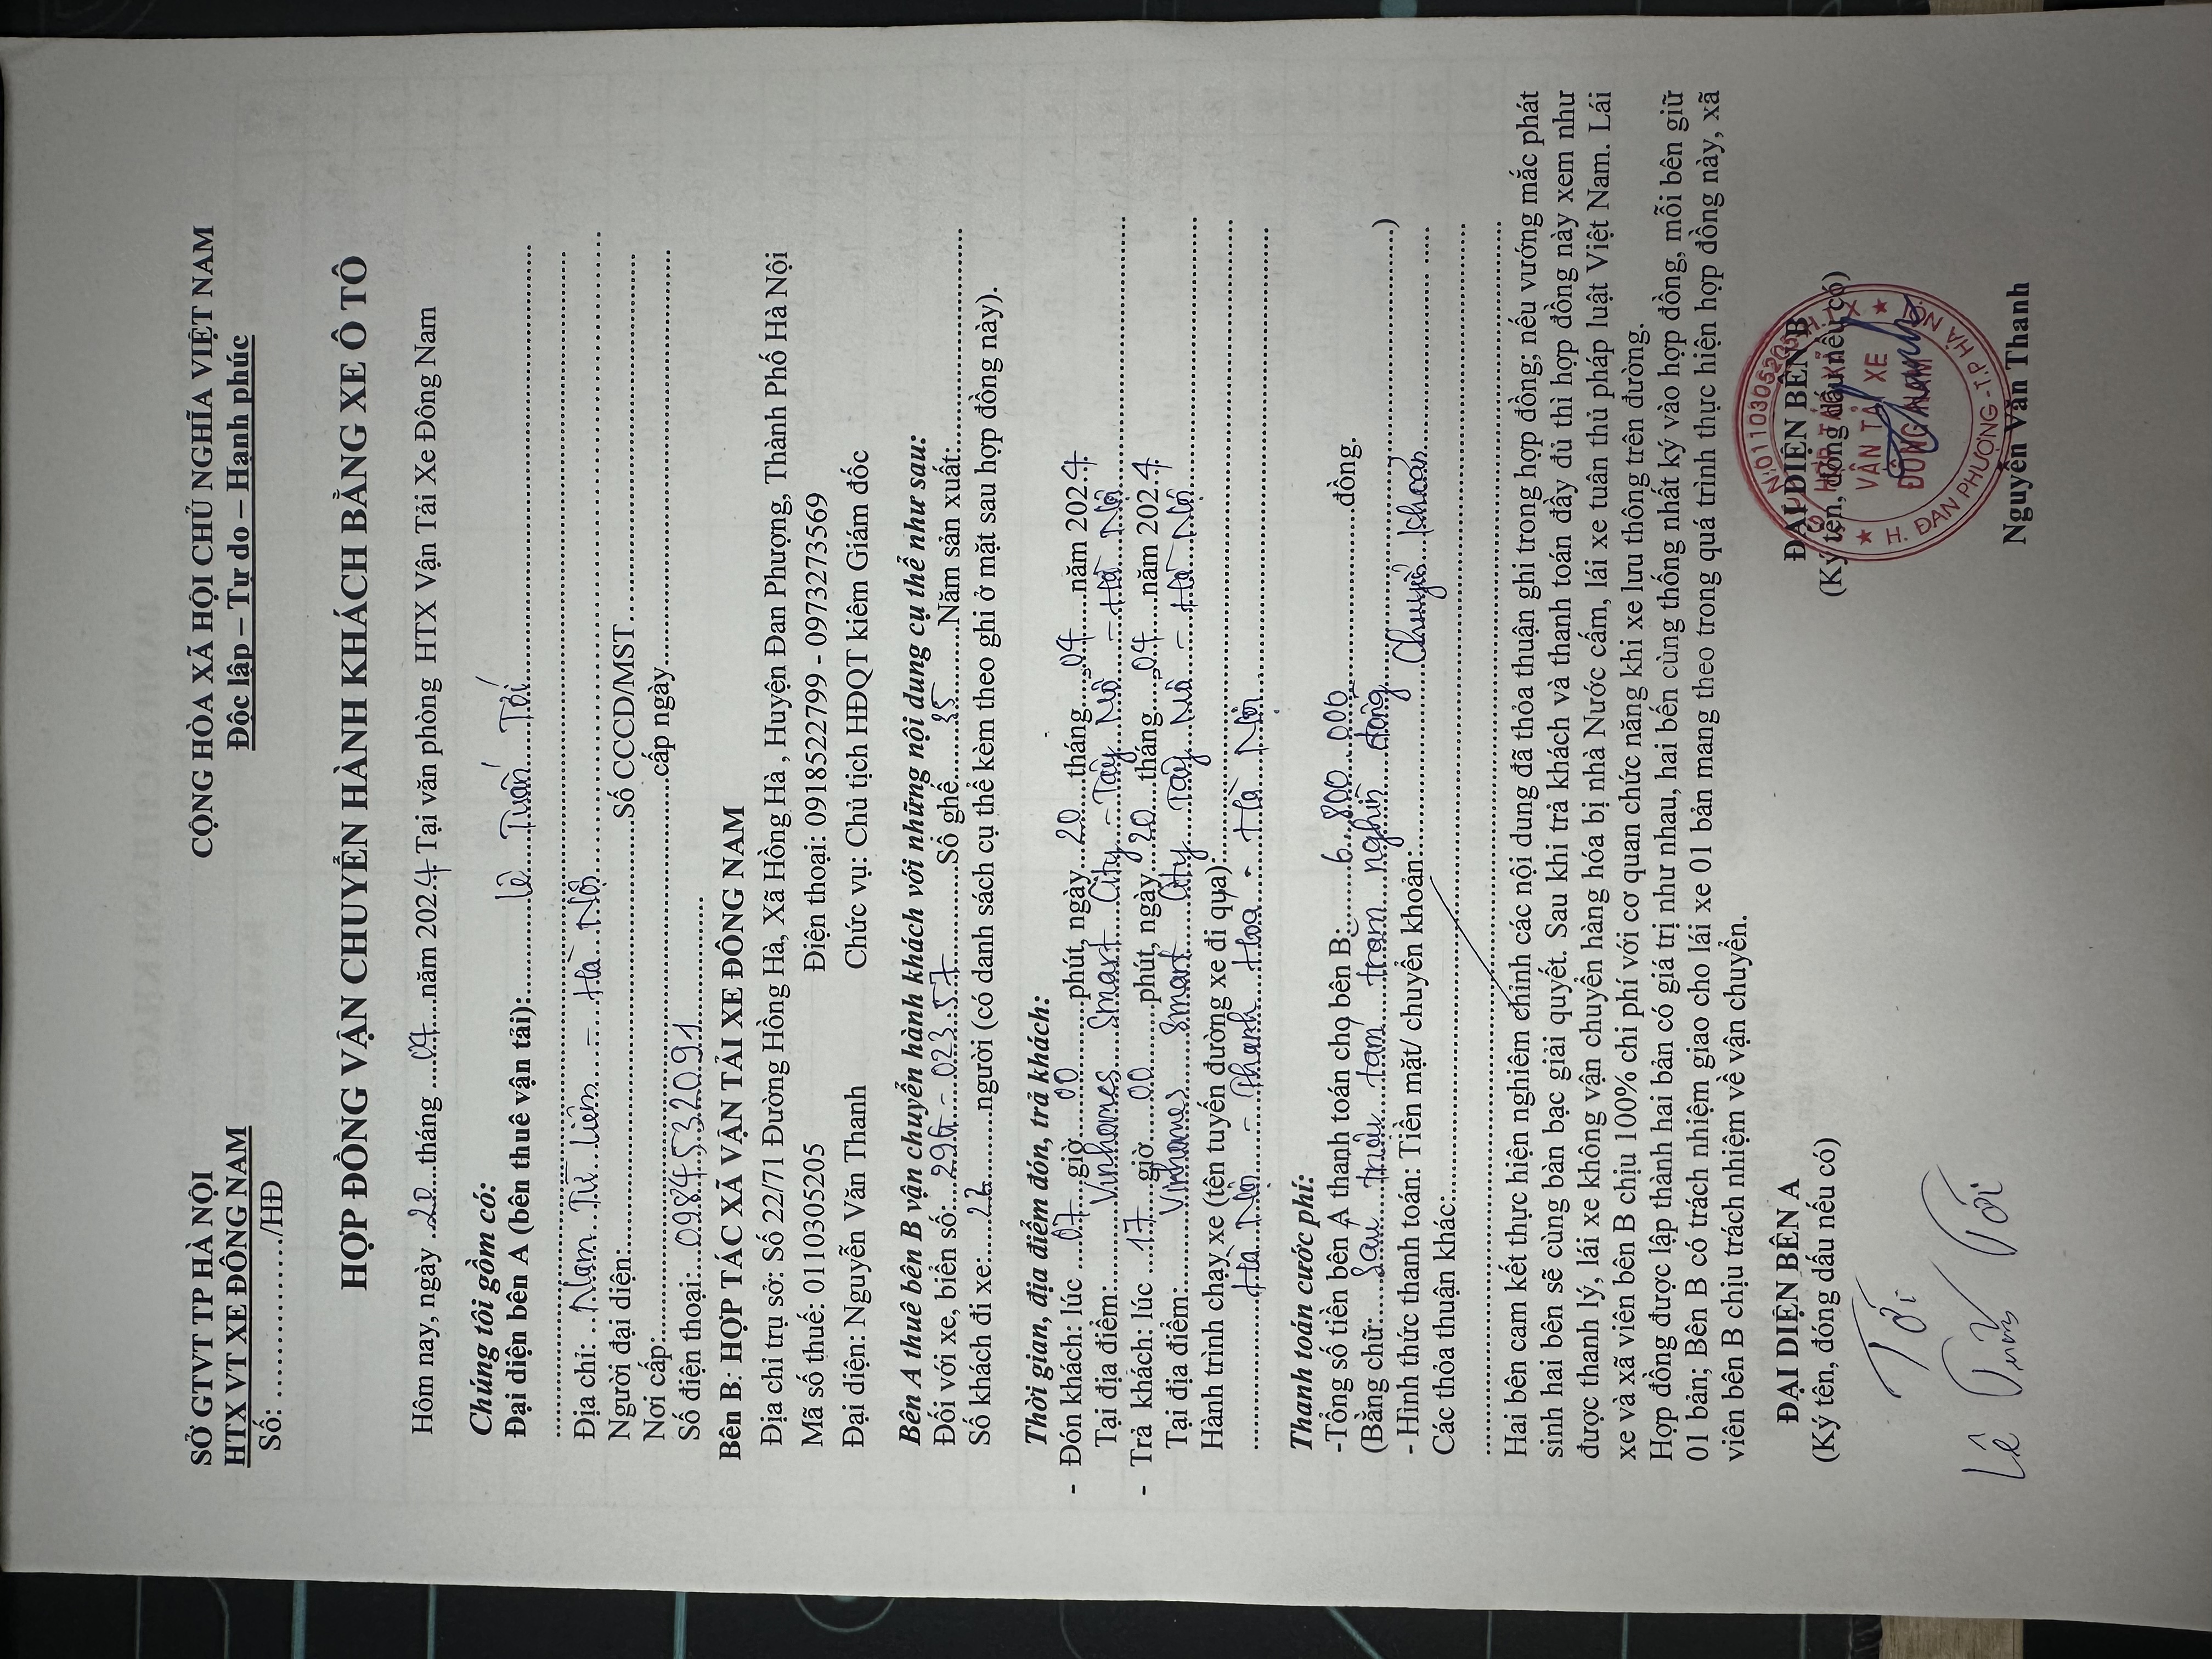 SỞ GTVT TP HÀ NỘI
HTX VT XE ĐÔNG NAM
Số: ……………/HĐ
CỘNG HÒA XÃ HỘI CHỦ NGHĨA VIỆT NAM
Độc lập – Tự do – Hạnh phúc
HỢP ĐỒNG VẬN CHUYỂN HÀNH KHÁCH BẰNG XE Ô TÔ
Hôm nay, ngày 20 tháng 04 năm 2024 Tại văn phòng HTX Vận Tải Xe Đông Nam
Chúng tôi gồm có:
Đại diện bên A (bên thuê vận tải): Lê Tuấn Tới
Địa chỉ: Nam Từ Liêm - Hà Nội
Người đại diện: Số CCCD/MST
Nơi cấp: cấp ngày
Số điện thoại: 0984532091
Bên B: HỢP TÁC XÃ VẬN TẢI XE ĐÔNG NAM
Địa chỉ trụ sở: Số 22/71 Đường Hồng Hà, Xã Hồng Hà , Huyện Đan Phượng, Thành Phố Hà Nội
Mã số thuế: 0110305205 Điện thoại: 0918522799 - 0973273569
Đại diện: Nguyễn Văn Thanh Chức vụ: Chủ tịch HĐQT kiêm Giám đốc
Bên A thuê bên B vận chuyển hành khách với những nội dung cụ thể như sau:
Đối với xe, biển số: 29G - 023.57 Số ghế 35 Năm sản xuất:
Số khách đi xe: người (có danh sách cụ thể kèm theo ghi ở mặt sau hợp đồng này).
Thời gian, địa điểm đón, trả khách:
- Đón khách: lúc 07 giờ 00 phút, ngày 20 tháng 04 năm 2024
Tại địa điểm: Vinhomes Smart City - Tây Mỗ - Hà Nội
- Trả khách: lúc 17 giờ 00 phút, ngày 20 tháng 04 năm 2024
Tại địa điểm: Vinhomes Smart City Tây Mỗ - Hà Nội
Hành trình chạy xe (tên tuyến đường xe đi qua):
Hà Nội - Thanh Hoá - Hà Nội
Thanh toán cước phí:
-Tổng số tiền bên A thanh toán cho bên B: 6.800.000 đồng.
(Bằng chữ: Sáu triệu tám trăm nghìn đồng)
- Hình thức thanh toán: Tiền mặt/ chuyển khoản: Chuyển khoản
Các thỏa thuận khác:
Hai bên cam kết thực hiện nghiêm chỉnh các nội dung đã thỏa thuận ghi trong hợp đồng; nếu vướng mắc phát
sinh hai bên sẽ cùng bàn bạc giải quyết. Sau khi trả khách và thanh toán đầy đủ thì hợp đồng này xem như
được thanh lý, lái xe không vận chuyển hàng hóa bị nhà Nước cấm, lái xe tuân thủ pháp luật Việt Nam. Lái
xe và xã viên bên B chịu 100% chi phí với cơ quan chức năng khi xe lưu thông trên đường.
Hợp đồng được lập thành hai bản có giá trị như nhau, hai bến cùng thống nhất ký vào hợp đồng, mỗi bên giữ
01 bản; Bên B có trách nhiệm giao cho lái xe 01 bản mang theo trong quá trình thực hiện hợp đồng này, xã
viên bên B chịu trách nhiệm về vận chuyển.
ĐẠI DIỆN BÊN A
(Ký tên, đóng dấu nếu có)
Tới
Lê Tuấn Tới
ĐẠI DIỆN BÊN B
(Ký tên, đóng dấu nếu có)
N:0110305205
HỢP TÁC XÃ
VẬN TẢI XE
ĐÔNG NAM
H. ĐAN PHƯỢNG -T.P HÀ NỘI
Thanh
Nguyễn Văn Thanh